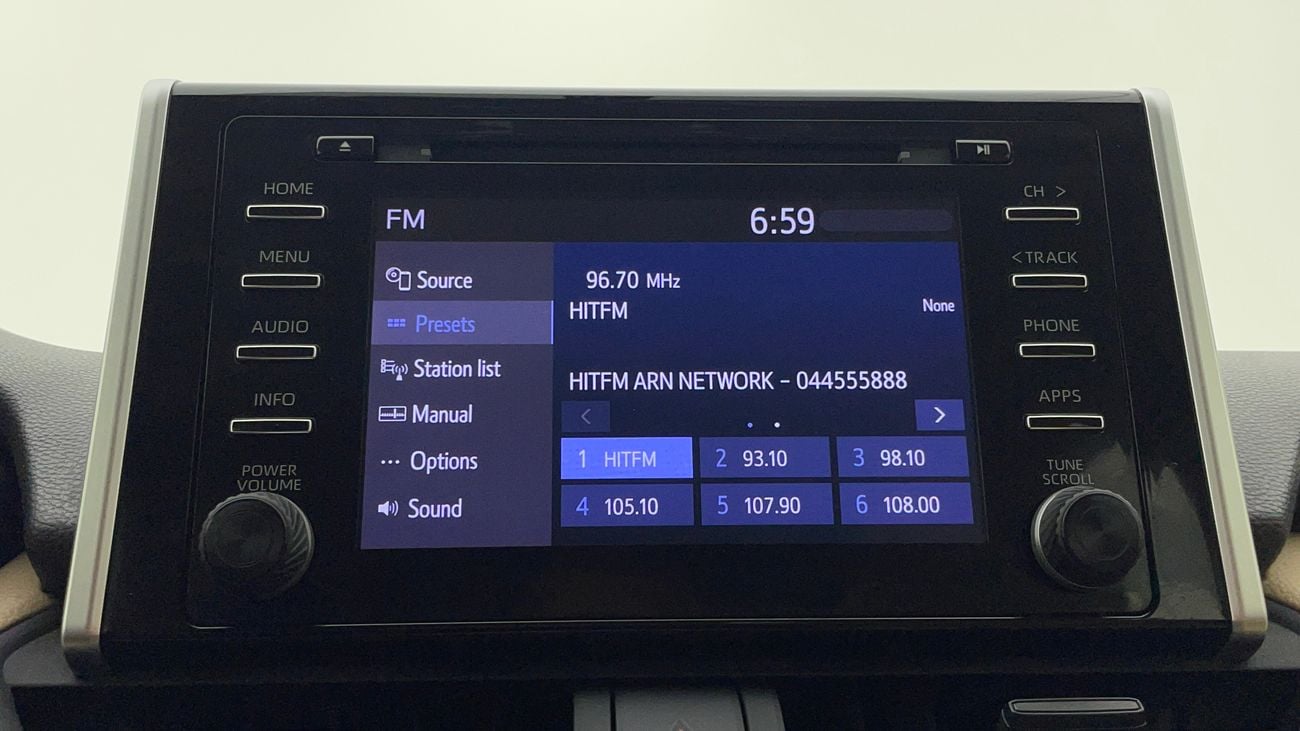 HOME
MENU
AUDIO
INFO
POWER
VOLUME
FM
6:59
Source
Presets
Station list
Manual
Options
Sound
96.70 MHz
HITFM
None
HITFM ARN NETWORK - 044555888
1 HITFM
2 93.10
3 98.10
4 105.10
5 107.90
6 108.00
CH >
< TRACK
PHONE
APPS
TUNE
SCROLL